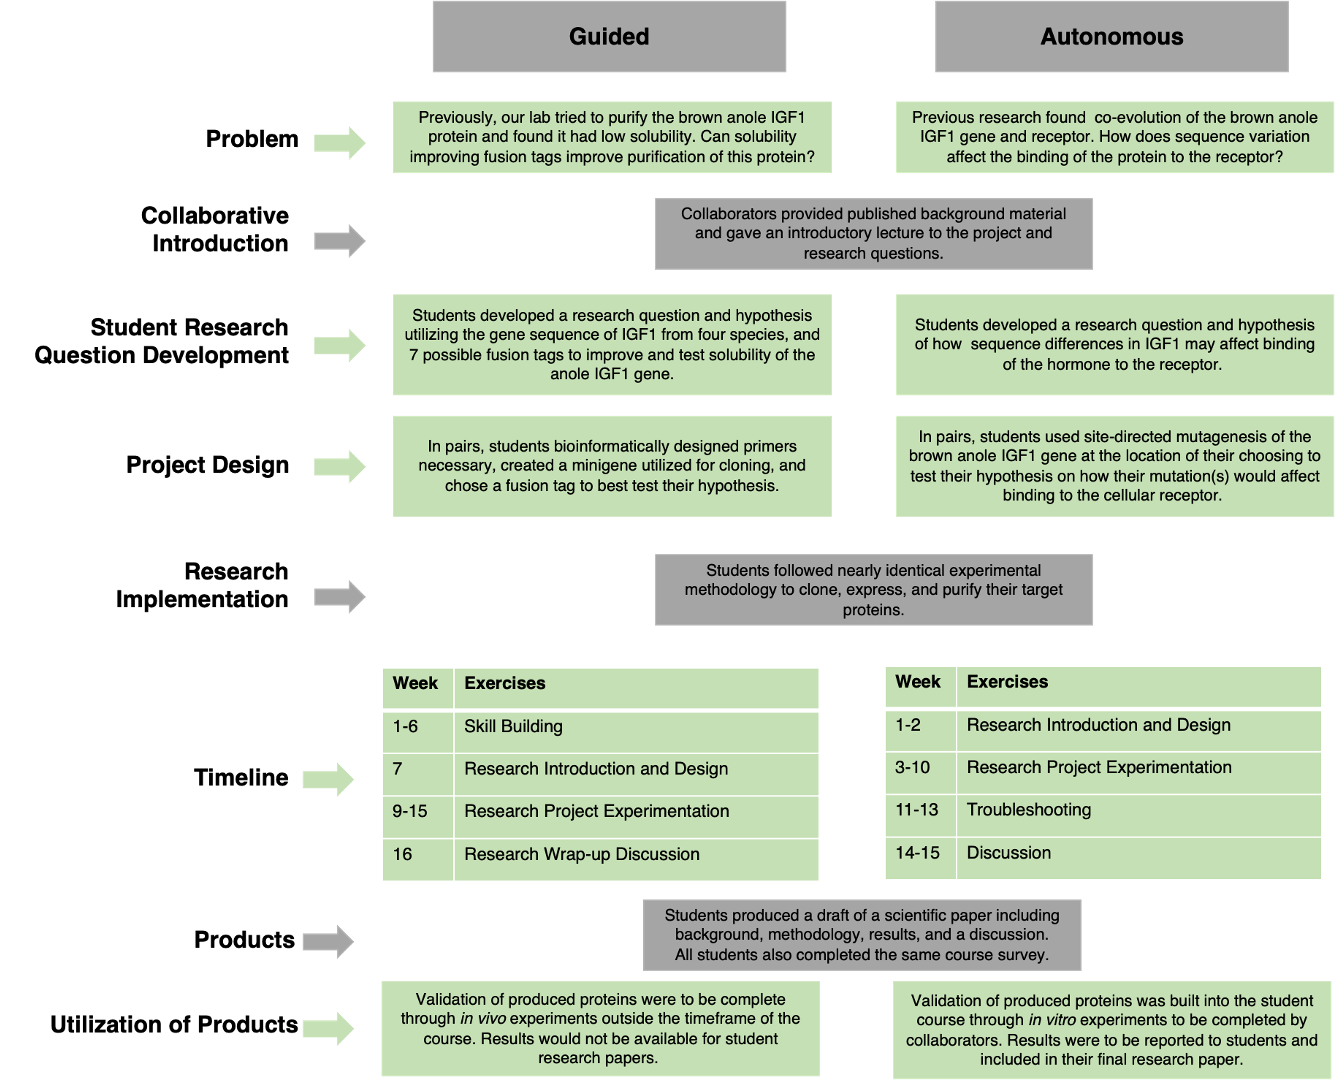 Guided
Autonomous
Problem
Previously, our lab tried to purify the brown anole IGF1
protein and found it had low solubility. Can solubility
improving fusion tags improve purification of this protein?
Previous research found  co-evolution of the brown anole
IGF1 gene and receptor. How does sequence variation
affect the binding of the protein to the receptor?
Collaborative
Introduction
Collaborators provided published background material
and gave an introductory lecture to the project and
research questions.
Student Research
Question Development
Students developed a research question and hypothesis
utilizing the gene sequence of IGF1 from four species, and
7 possible fusion tags to improve and test solubility of the
anole IGF1 gene.
Students developed a research question and hypothesis
of how  sequence differences in IGF1 may affect binding
of the hormone to the receptor.
Project Design
In pairs, students bioinformatically designed primers
necessary, created a minigene utilized for cloning, and
chose a fusion tag to best test their hypothesis.
In pairs, students used site-directed mutagenesis of the
brown anole IGF1 gene at the location of their choosing to
test their hypothesis on how their mutation(s) would affect
binding to the cellular receptor.
Research
Implementation
Students followed nearly identical experimental
methodology to clone, express, and purify their target
proteins.
Timeline
Week Exercises
1-6 Skill Building
7 Research Introduction and Design
9-15 Research Project Experimentation
16 Research Wrap-up Discussion
Week Exercises
1-2 Research Introduction and Design
3-10 Research Project Experimentation
11-13 Troubleshooting
14-15 Discussion
Products
Students produced a draft of a scientific paper including
background, methodology, results, and a discussion.
All students also completed the same course survey.
Utilization of Products
Validation of produced proteins were to be complete
through in vivo experiments outside the timeframe of the
course. Results would not be available for student
research papers.
Validation of produced proteins was built into the student
course through in vitro experiments to be completed by
collaborators. Results were to be reported to students and
included in their final research paper.